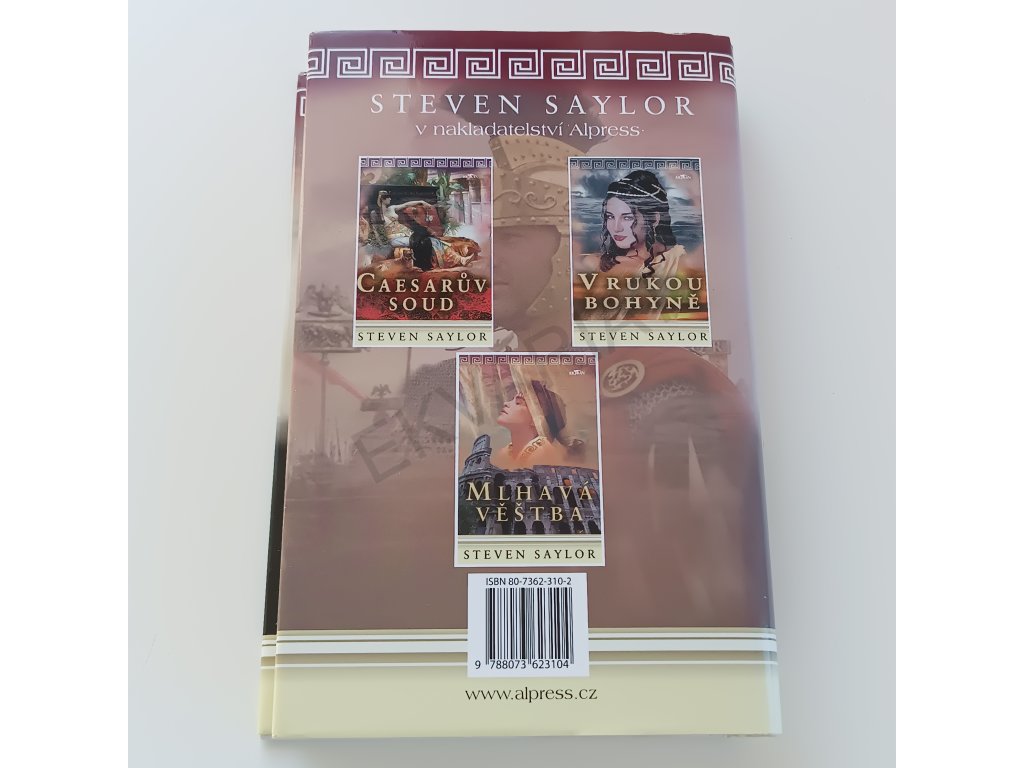 STEVEN SAYLOR
v nakladatelství Alpress
CAESARŮV
SOUD
STEVEN SAYLOR
V RUKOU
BOHYNĚ
STEVEN SAYLOR
MLHAVÁ
VĚŠTBA
STEVEN SAYLOR
ISBN 80-7362-310-2
9 788073 623104
www.alpress.cz